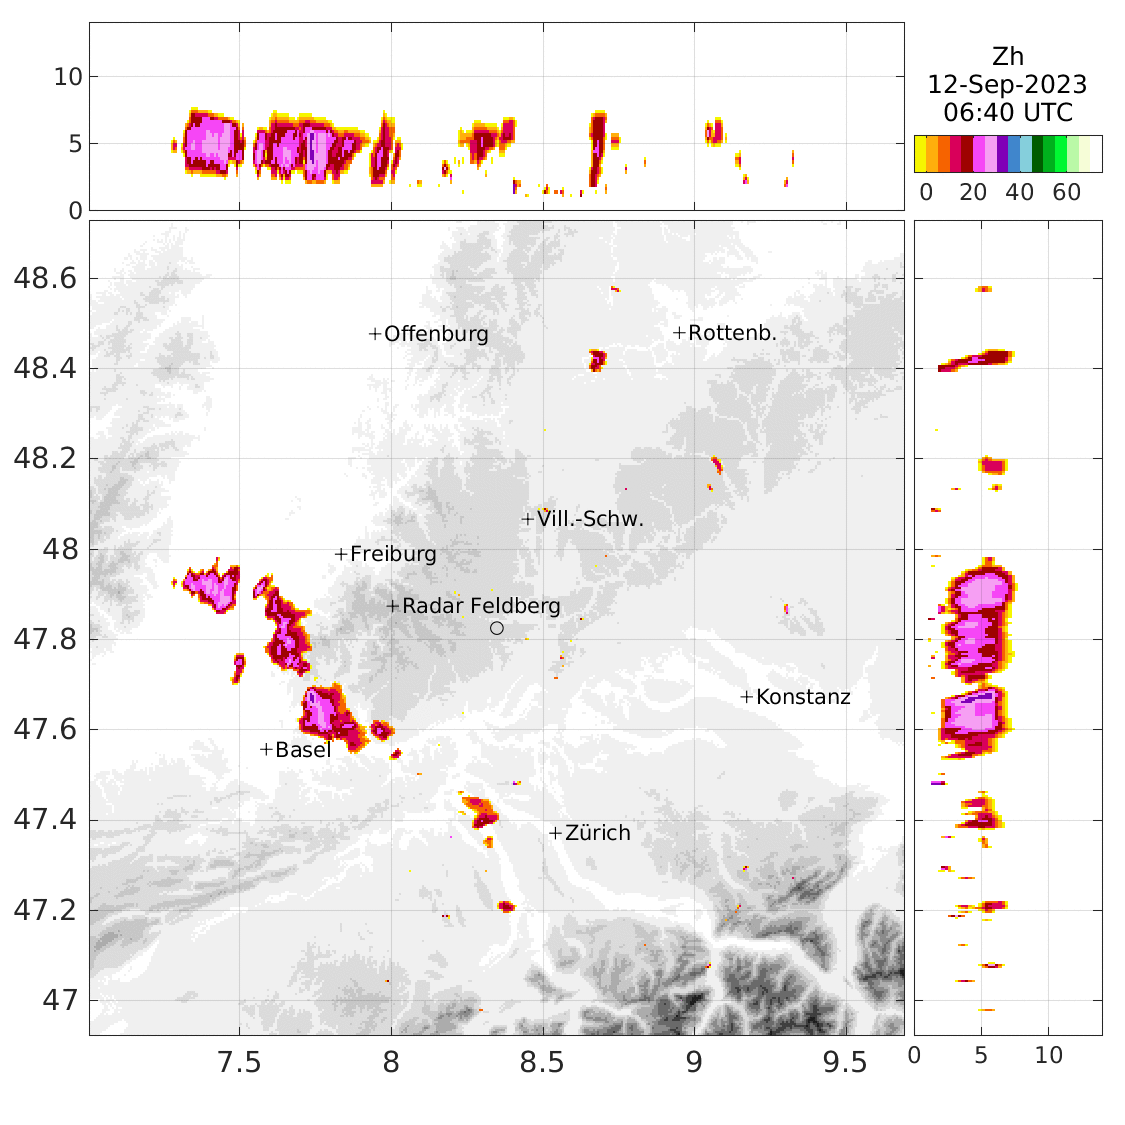 10
5
0
Zh
12-Sep-2023
06:40 UTC
0 20 40 60
48.6
48.4
48.2
48
47.8
47.6
47.4
47.2
47
+Offenburg
+Rottenb.
+Vill.-Schw.
+Freiburg
+Radar Feldberg
+Konstanz
+Basel
+Zürich
7.5 8 8.5 9 9.5
0 5 10